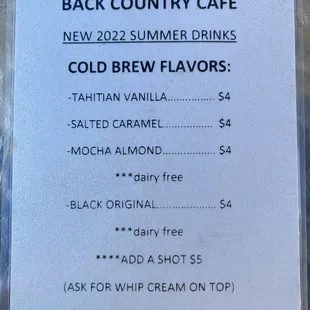 BACK COUNTRY CAFE
NEW 2022 SUMMER DRINKS
COLD BREW FLAVORS:
-TAHITIAN VANILLA................ $4
-SALTED CARAMEL................. $4
-MOCHA ALMOND.................. $4
***dairy free
-BLACK ORIGINAL.................... $4
***dairy free
****ADD A SHOT $5
(ASK FOR WHIP CREAM ON TOP)